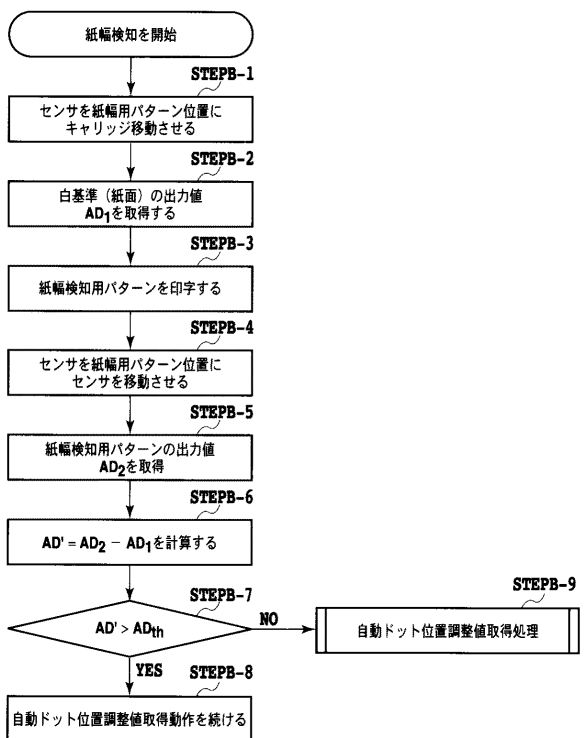 紙幅検知を開始
STEPB-1
センサを紙幅用パターン位置に
キャリッジ移動させる
STEPB-2
白基準（紙面）の出力値
AD1を取得する
STEPB-3
紙幅検知用パターンを印字する
STEPB-4
センサを紙幅用パターン位置に
センサを移動させる
STEPB-5
紙幅検知用パターンの出力値
AD2を取得
STEPB-6
AD' = AD2 − AD1を計算する
STEPB-7
AD' > ADth
NO
STEPB-9
自動ドット位置調整値取得処理
YES
STEPB-8
自動ドット位置調整値取得動作を続ける